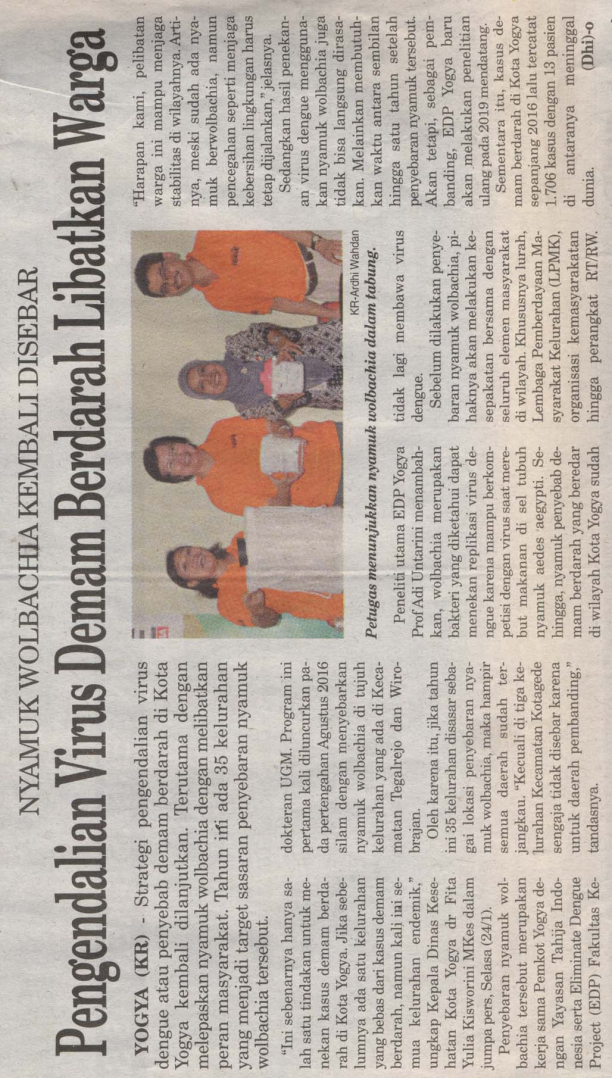 NYAMUK WOLBACHIA KEMBALI DISEBAR
Pengendalian Virus Demam Berdarah Libatkan Warga
YOGYA (KR) - Strategi pengendalian virus
dengue atau penyebab demam berdarah di Kota
Yogya kembali dilanjutkan. Terutama dengan
melepaskan nyamuk wolbachia dengan melibatkan
peran masyarakat. Tahun ini ada 35 kelurahan
yang menjadi target sasaran penyebaran nyamuk
wolbachia tersebut.
"Ini sebenarnya hanya sa-
lah satu tindakan untuk me-
nekan kasus demam berda-
rah di Kota Yogya. Jika sebe-
lumnya ada satu kelurahan
yang bebas dari kasus demam
berdarah, namun kali ini se-
mua kelurahan endemik,"
ungkap Kepala Dinas Kese-
hatan Kota Yogya dr Fita
Yulia Kisworini MKes dalam
jumpa pers, Selasa (24/1).
Penyebaran nyamuk wol-
bachia tersebut merupakan
kerja sama Pemkot Yogya de-
ngan Yayasan Tahija Indo-
nesia serta Eliminate Dengue
Project (EDP) Fakultas Ke-
dokteran UGM. Program ini
pertama kali diluncurkan pa-
da pertengahan Agustus 2016
silam dengan menyebarkan
nyamuk wolbachia di tujuh
kelurahan yang ada di Keca-
matan Tegalrejo dan Wiro-
brajan.
Oleh karena itu, jika tahun
ini 35 kelurahan disasar seba-
gai lokasi penyebaran nya-
muk wolbachia, maka hampir
semua daerah sudah ter-
jangkau. "Kecuali di tiga ke-
lurahan Kecamatan Kotagede
sengaja tidak disebar karena
untuk daerah pembanding,"
tandasnya.
KR-Ardhi Wahdan
Petugas menunjukkan nyamuk wolbachia dalam tabung.
Peneliti utama EDP Yogya
Prof Adi Untarini menambah-
kan, wolbachia merupakan
bakteri yang diketahui dapat
menekan replikasi virus de-
ngue karena mampu berkom-
petisi dengan virus saat mere-
but makanan di sel tubuh
nyamuk aedes aegypti. Se-
hingga, nyamuk penyebab de-
mam berdarah yang beredar
di wilayah Kota Yogya sudah
tidak lagi membawa virus
dengue.
Sebelum dilakukan penye-
baran nyamuk wolbachia, pi-
haknya akan melakukan ke-
sepakatan bersama dengan
seluruh elemen masyarakat
di wilayah. Khususnya lurah,
Lembaga Pemberdayaan Ma-
syarakat Kelurahan (LPMK),
organisasi kemasyarakatan
hingga perangkat RT/RW.
"Harapan kami, pelibatan
warga ini mampu menjaga
stabilitas di wilayahnya. Arti-
nya, meski sudah ada nya-
muk berwolbachia, namun
pencegahan seperti menjaga
kebersihan lingkungan harus
tetap dijalankan," jelasnya.
Sedangkan hasil penekan-
an virus dengue mengguna-
kan nyamuk wolbachia juga
tidak bisa langsung dirasa-
kan. Melainkan membutuh-
kan waktu antara sembilan
hingga satu tahun setelah
penyebaran nyamuk tersebut.
Akan tetapi, sebagai pem-
banding, EDP Yogya baru
akan melakukan penelitian
ulang pada 2019 mendatang.
Sementara itu, kasus de-
mam berdarah di Kota Yogya
sepanjang 2016 lalu tercatat
1.706 kasus dengan 13 pasien
di antaranya meninggal
dunia. (Dhi)-o